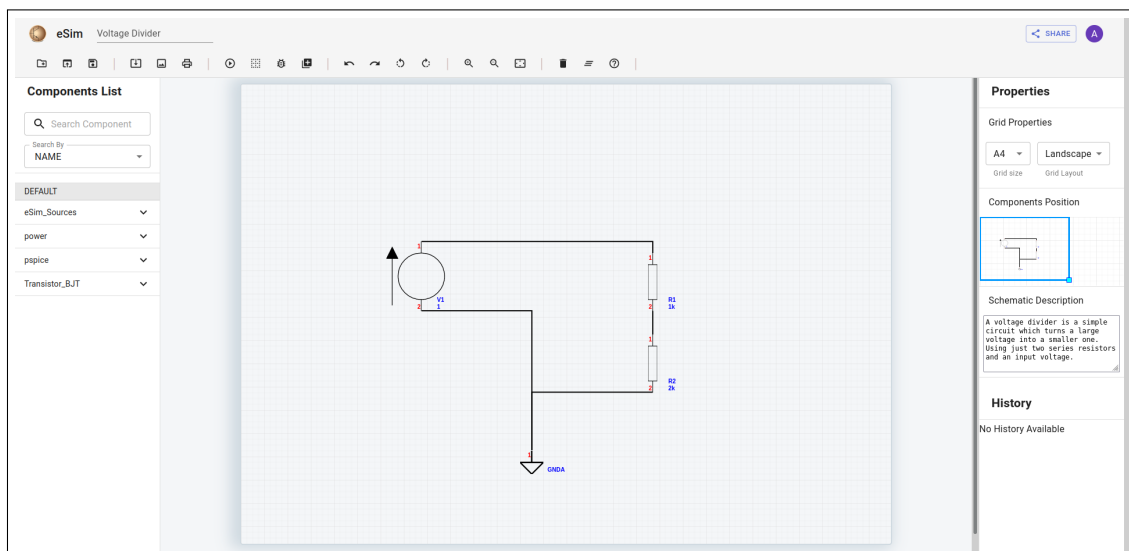 eSim
Voltage Divider
SHARE
A
Components List
Search Component
Search By
NAME
DEFAULT
eSim_Sources
power
pspice
Transistor_BJT
1
2
V1
1
1
2
R1
1k
1
2
R2
2k
1
GNDA
Properties
Grid Properties
A4
Landscape
Grid size
Grid Layout
Components Position
Schematic Description
A voltage divider is a simple
circuit which turns a large
voltage into a smaller one.
Using just two series resistors
and an input voltage.
History
No History Available